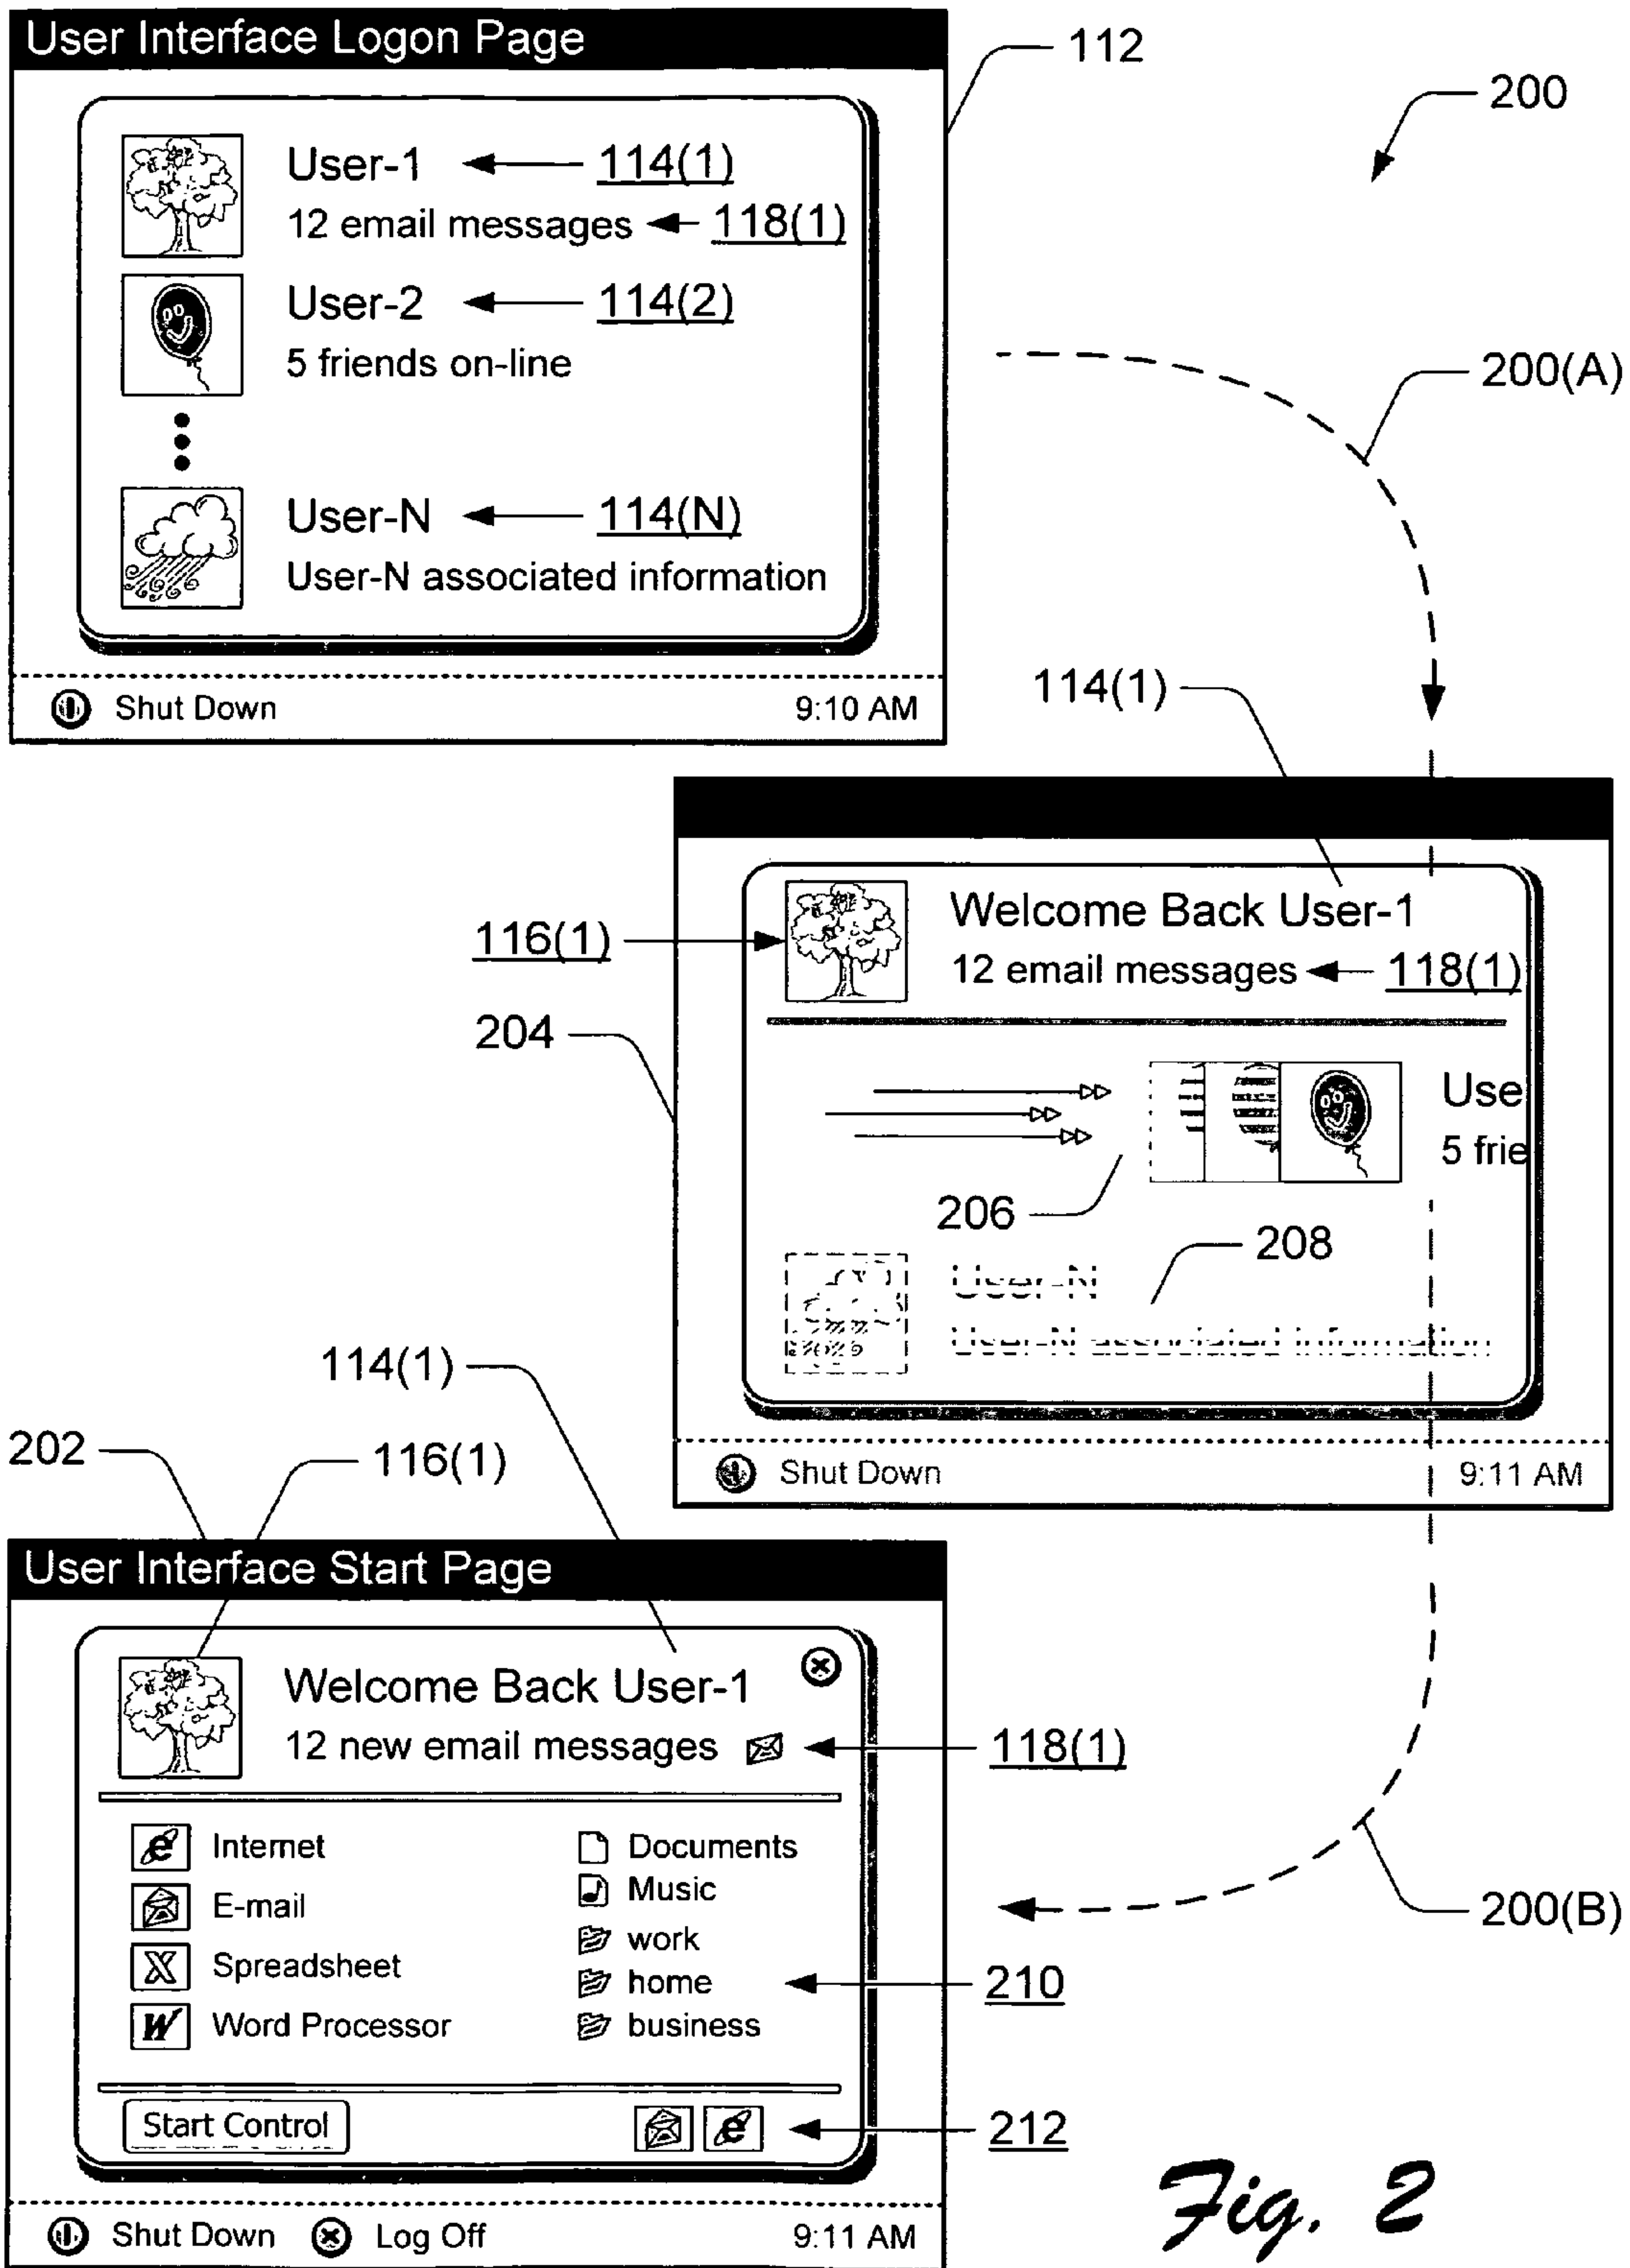 User Interface Logon Page
112
200
User-1 114(1)
12 email messages 118(1)
User-2 114(2)
5 friends on-line
200(A)
User-N 114(N)
User-N associated information
Shut Down 9:10 AM
114(1)
Welcome Back User-1
116(1)
12 email messages 118(1)
204
Use
5 frie
206
208
User-N
User-N associated information
114(1)
202
116(1)
Shut Down 9:11 AM
User Interface Start Page
Welcome Back User-1
12 new email messages 118(1)
Internet Documents
Music
E-mail
200(B)
work
Spreadsheet
home 210
Word Processor business
Start Control 212
Fig. 2
Shut Down Log Off 9:11 AM